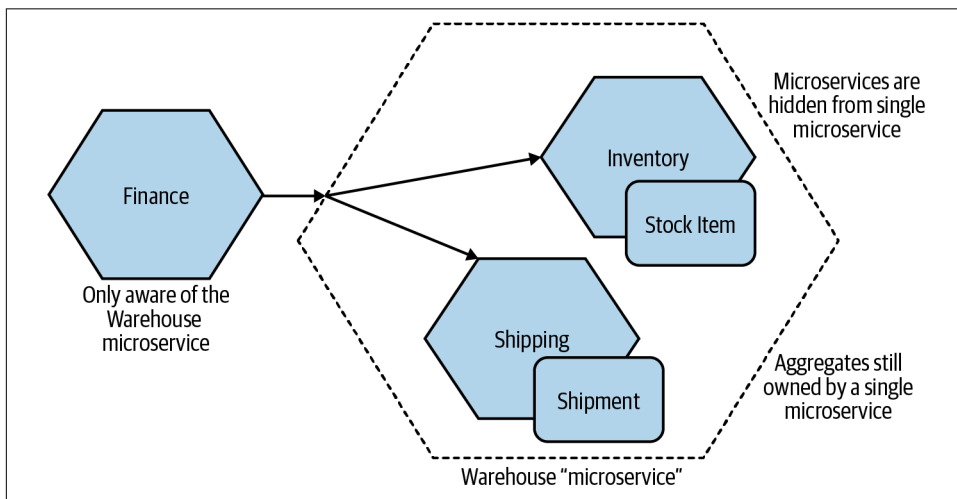 Finance
Only aware of the
Warehouse
microservice
Inventory
Stock Item
Shipping
Shipment
Microservices are
hidden from single
microservice
Aggregates still
owned by a single
microservice
Warehouse “microservice”